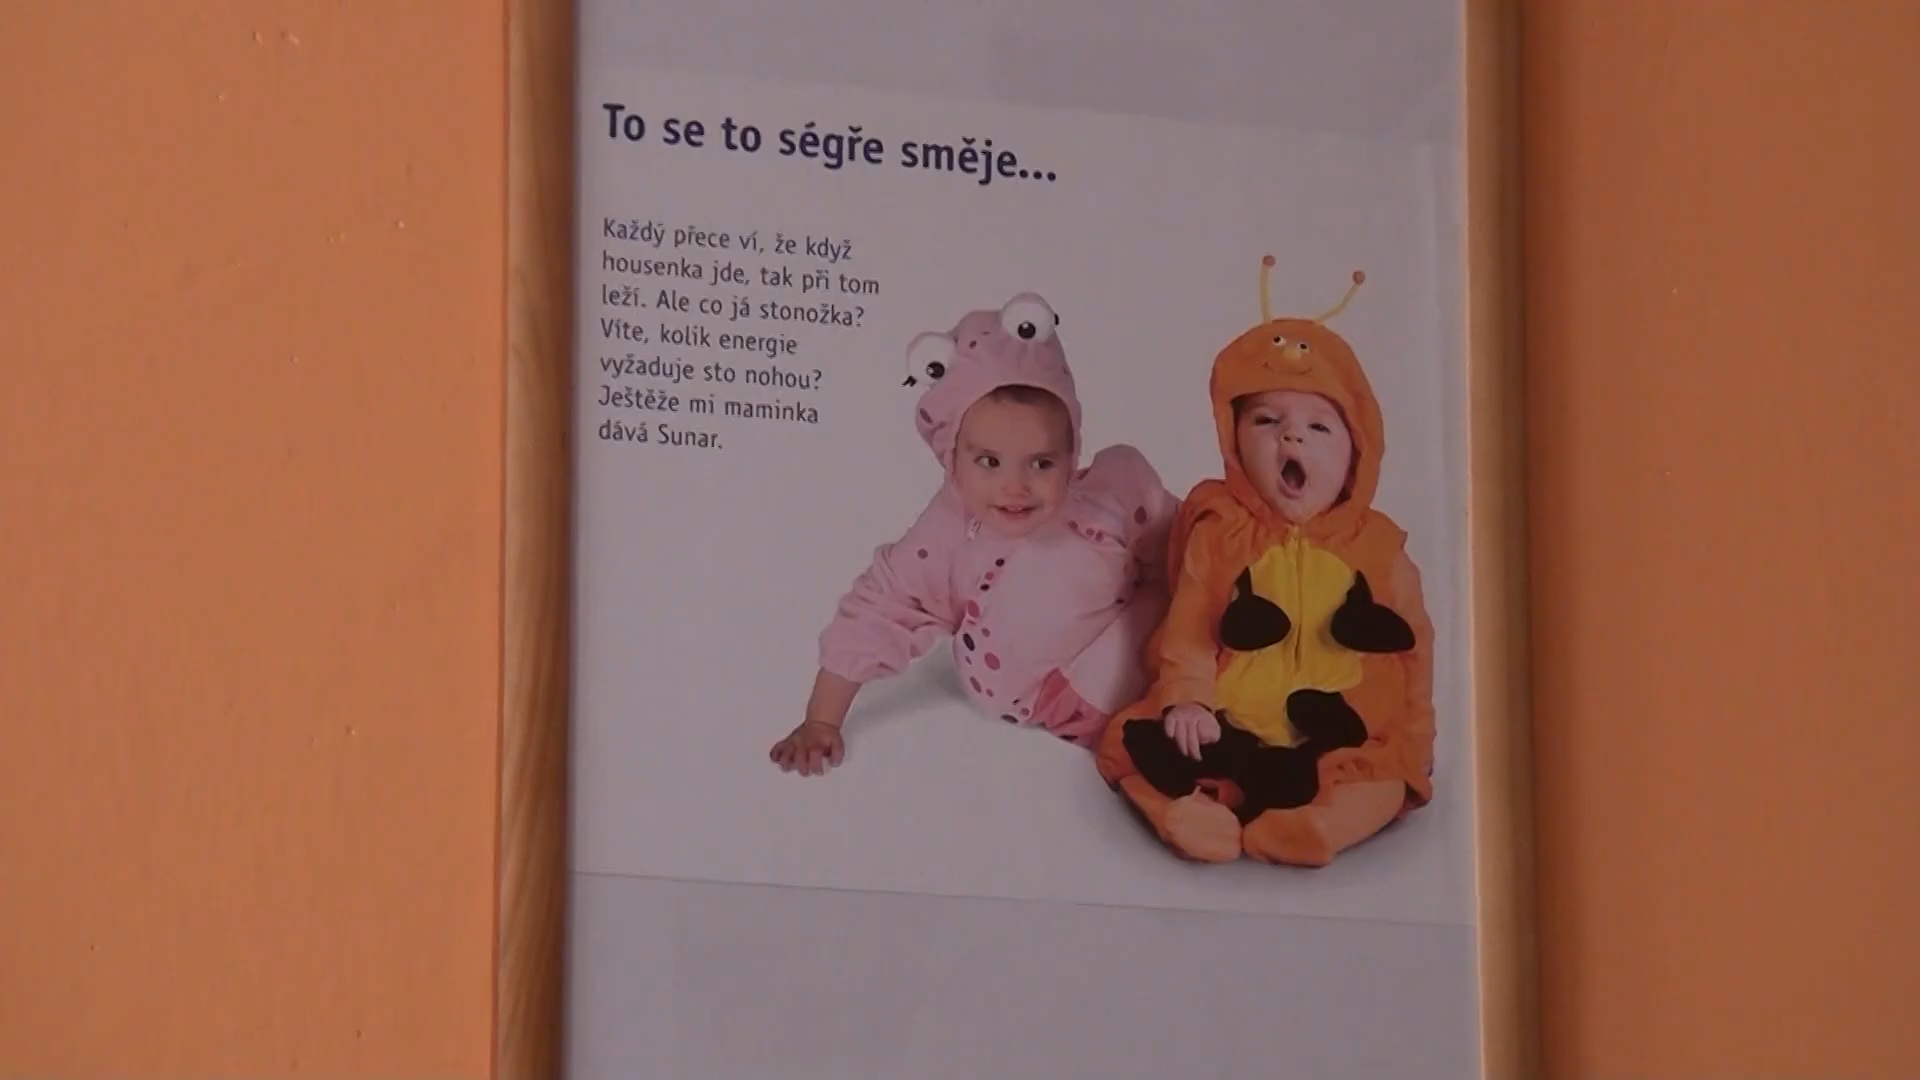 To se to ségře směje...
Každý přece ví, že když
housenka jde, tak při tom
leží. Ale co já stonožka?
Víte, kolik energie
vyžaduje sto nohou?
Ještěže mi maminka
dává Sunar.